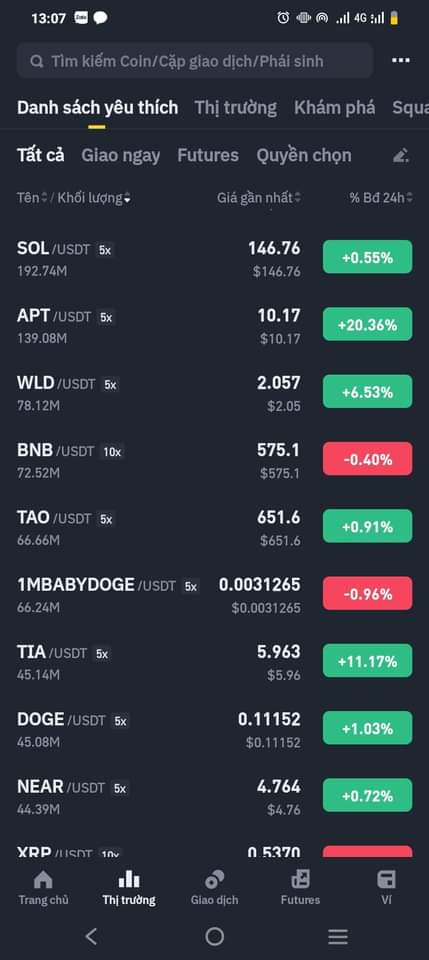 13:07 Zalo 4G
Tìm kiếm Coin/Cặp giao dịch/Phái sinh
Danh sách yêu thích Thị trường Khám phá Squa
Tất cả Giao ngay Futures Quyền chọn
Tên / Khối lượng Giá gần nhất % Bđ 24h
SOL /USDT 5x 146.76 +0.55%
192.74M $146.76
APT /USDT 5x 10.17 +20.36%
139.08M $10.17
WLD /USDT 5x 2.057 +6.53%
78.12M $2.05
BNB /USDT 10x 575.1 -0.40%
72.52M $575.1
TAO /USDT 5x 651.6 +0.91%
66.66M $651.6
1MBABYDOGE /USDT 5x 0.0031265 -0.96%
66.24M $0.0031265
TIA /USDT 5x 5.963 +11.17%
45.14M $5.96
DOGE /USDT 5x 0.11152 +1.03%
45.08M $0.11152
NEAR /USDT 5x 4.764 +0.72%
44.39M $4.76
XRP /USDT 10x 0.5370
Trang chủ Thị trường Giao dịch Futures Ví